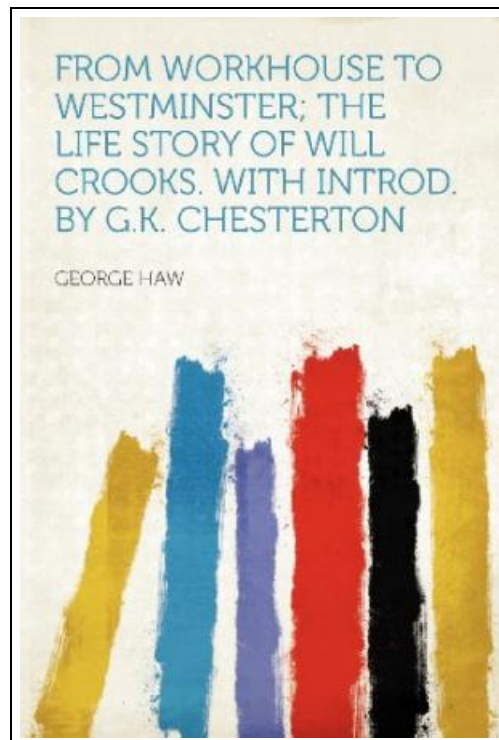 FROM WORKHOUSE TO
WESTMINSTER; THE
LIFE STORY OF WILL
CROOKS. WITH INTROD.
BY G.K. CHESTERTON
GEORGE HAW